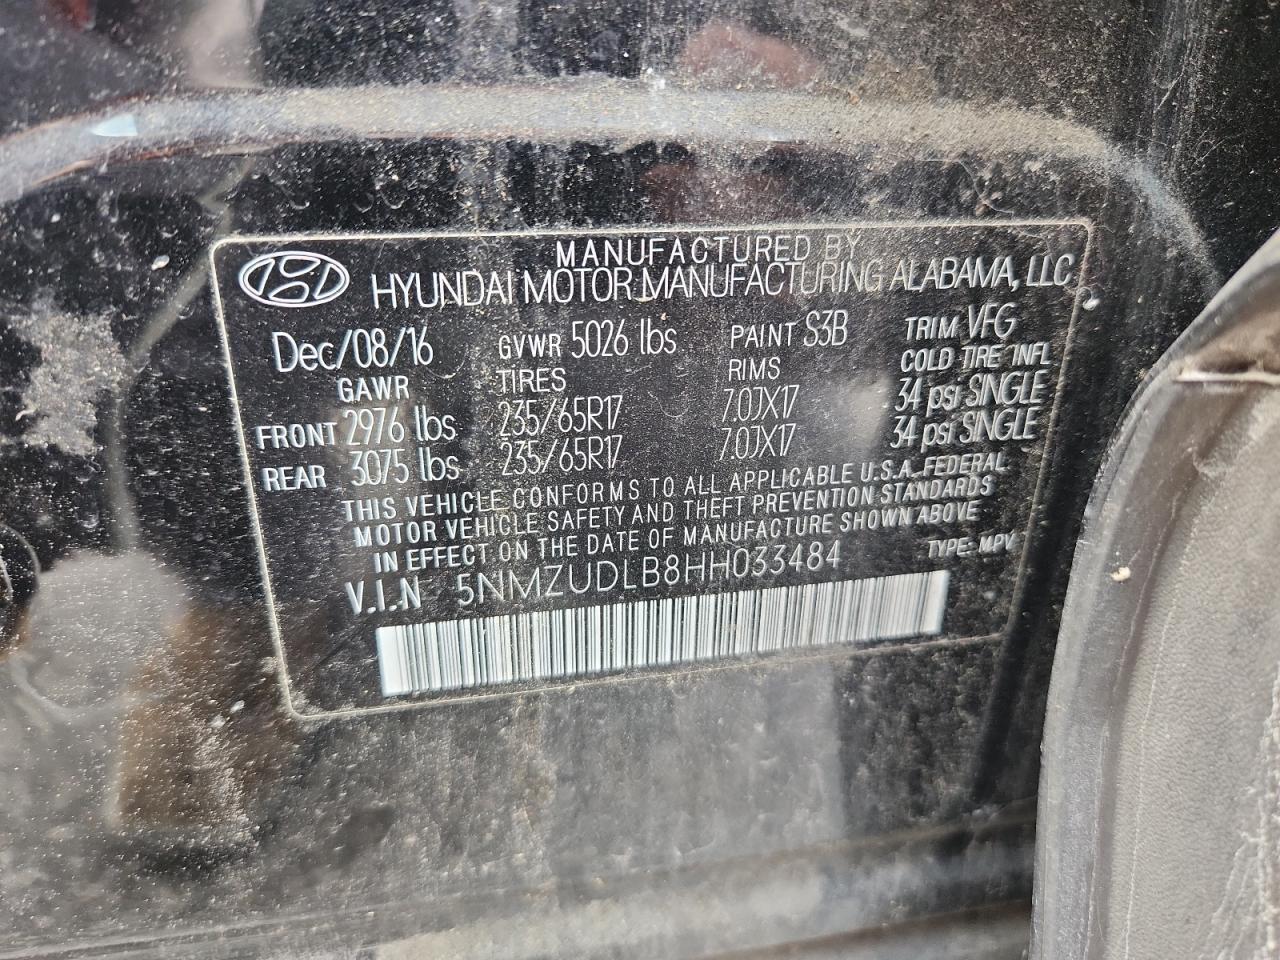 MANUFACTURED BY
HYUNDAI MOTOR MANUFACTURING ALABAMA, LLC
Dec/08/16 GVWR 5026 lbs PAINT S3B TRIM VFG
GAWR TIRES RIMS COLD TIRE INFL
FRONT 2976 lbs 235/65R17 7.0JX17 34 psi SINGLE
REAR 3075 lbs 235/65R17 7.0JX17 34 psi SINGLE
THIS VEHICLE CONFORMS TO ALL APPLICABLE U.S.A. FEDERAL
MOTOR VEHICLE SAFETY AND THEFT PREVENTION STANDARDS
IN EFFECT ON THE DATE OF MANUFACTURE SHOWN ABOVE
V.I.N 5NMZUDLB8HH033484 TYPE: MPV